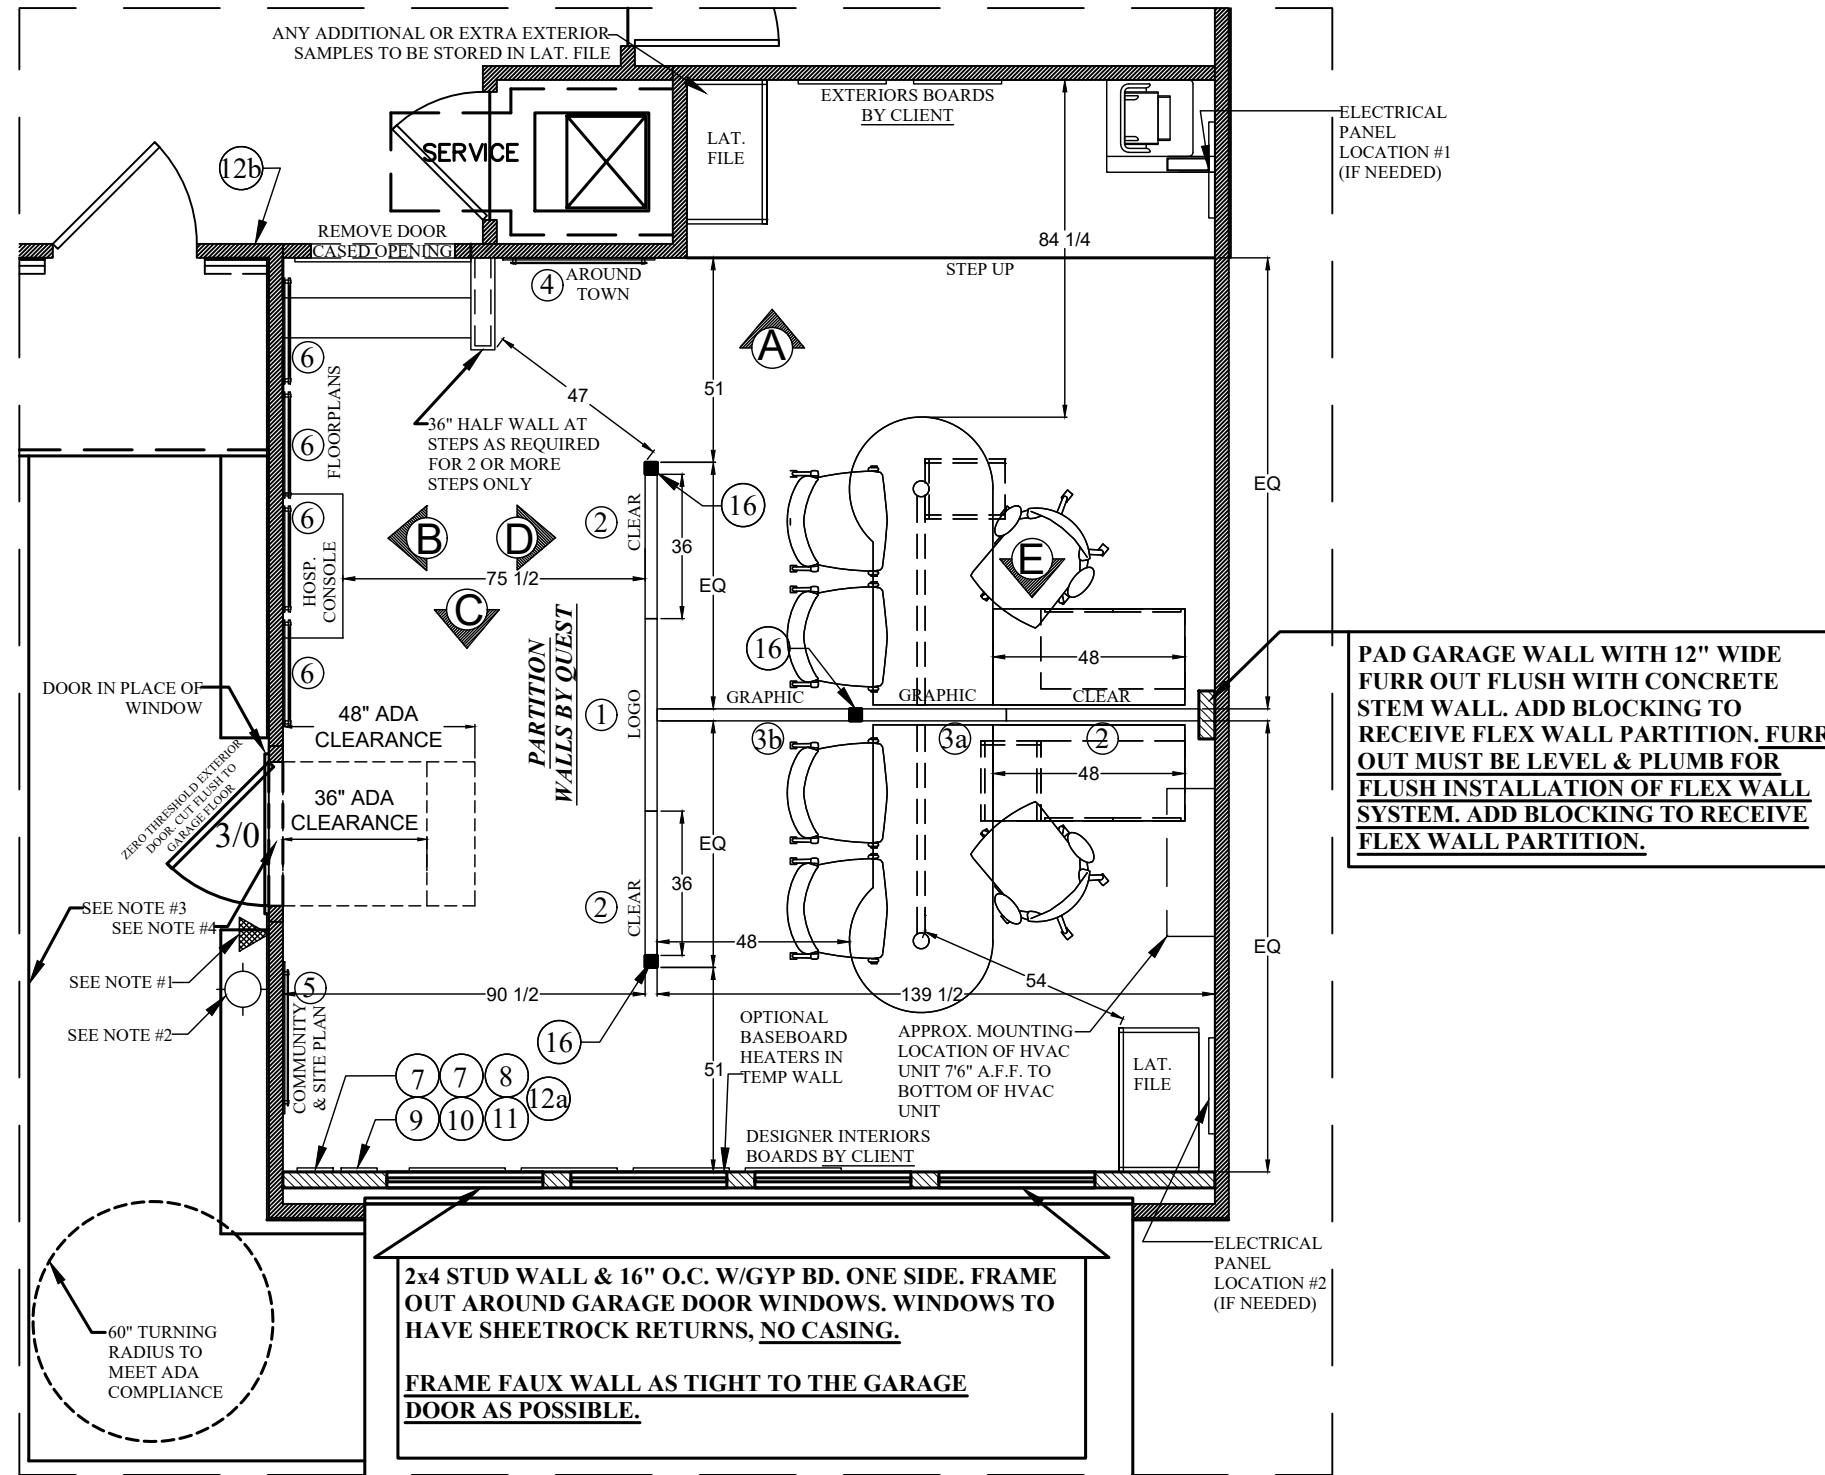 ANY ADDITIONAL OR EXTRA EXTERIOR
SAMPLES TO BE STORED IN LAT. FILE
EXTERIORS BOARDS
BY CLIENT
LAT.
FILE
SERVICE
ELECTRICAL
PANEL
LOCATION #1
(IF NEEDED)
12b
REMOVE DOOR
CASED OPENING
4
AROUND
TOWN
84 1/4
STEP UP
A
6
6
FLOORPLANS
47
51
36" HALF WALL AT
STEPS AS REQUIRED
FOR 2 OR MORE
STEPS ONLY
EQ
16
6
HOSP.
CONSOLE
B
D
2
CLEAR
36
75 1/2
EQ
C
E
PARTITION
WALLS BY QUEST
16
48
6
DOOR IN PLACE OF
WINDOW
1
LOGO
GRAPHIC
GRAPHIC
CLEAR
3b
3a
2
48
PAD GARAGE WALL WITH 12" WIDE
FURR OUT FLUSH WITH CONCRETE
STEM WALL. ADD BLOCKING TO
RECEIVE FLEX WALL PARTITION. FURR
OUT MUST BE LEVEL & PLUMB FOR
FLUSH INSTALLATION OF FLEX WALL
SYSTEM. ADD BLOCKING TO RECEIVE
FLEX WALL PARTITION.
48" ADA
CLEARANCE
ZERO THRESHOLD EXTERIOR
DOOR. CUT FLUSH TO
GARAGE FLOOR
3/0
36" ADA
CLEARANCE
EQ
36
2
CLEAR
SEE NOTE #3
SEE NOTE #4
48
EQ
SEE NOTE #1
5
COMMUNITY
& SITE PLAN
90 1/2
139 1/2
54
SEE NOTE #2
16
51
OPTIONAL
BASEBOARD
HEATERS IN
TEMP WALL
APPROX. MOUNTING
LOCATION OF HVAC
UNIT 7'6" A.F.F. TO
BOTTOM OF HVAC
UNIT
LAT.
FILE
7
7
8
12a
9
10
11
DESIGNER INTERIORS
BOARDS BY CLIENT
ELECTRICAL
PANEL
LOCATION #2
(IF NEEDED)
2x4 STUD WALL & 16" O.C. W/GYP BD. ONE SIDE. FRAME
OUT AROUND GARAGE DOOR WINDOWS. WINDOWS TO
HAVE SHEETROCK RETURNS, NO CASING.
FRAME FAUX WALL AS TIGHT TO THE GARAGE
DOOR AS POSSIBLE.
60" TURNING
RADIUS TO
MEET ADA
COMPLIANCE